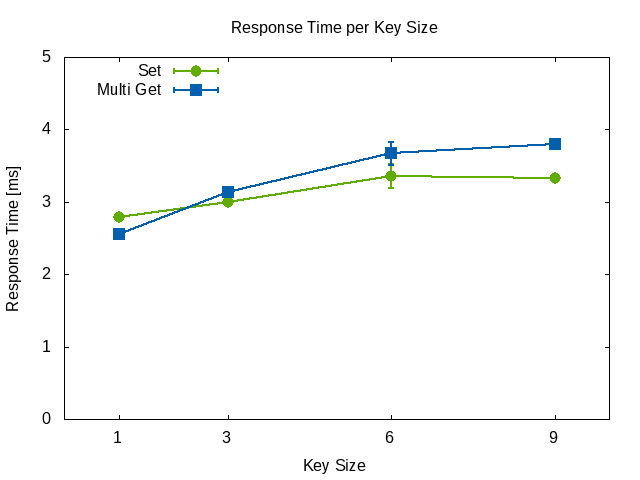 Response Time per Key Size
Set
Multi Get
5
4
3
2
1
0
Response Time [ms]
1 3 6 9
Key Size